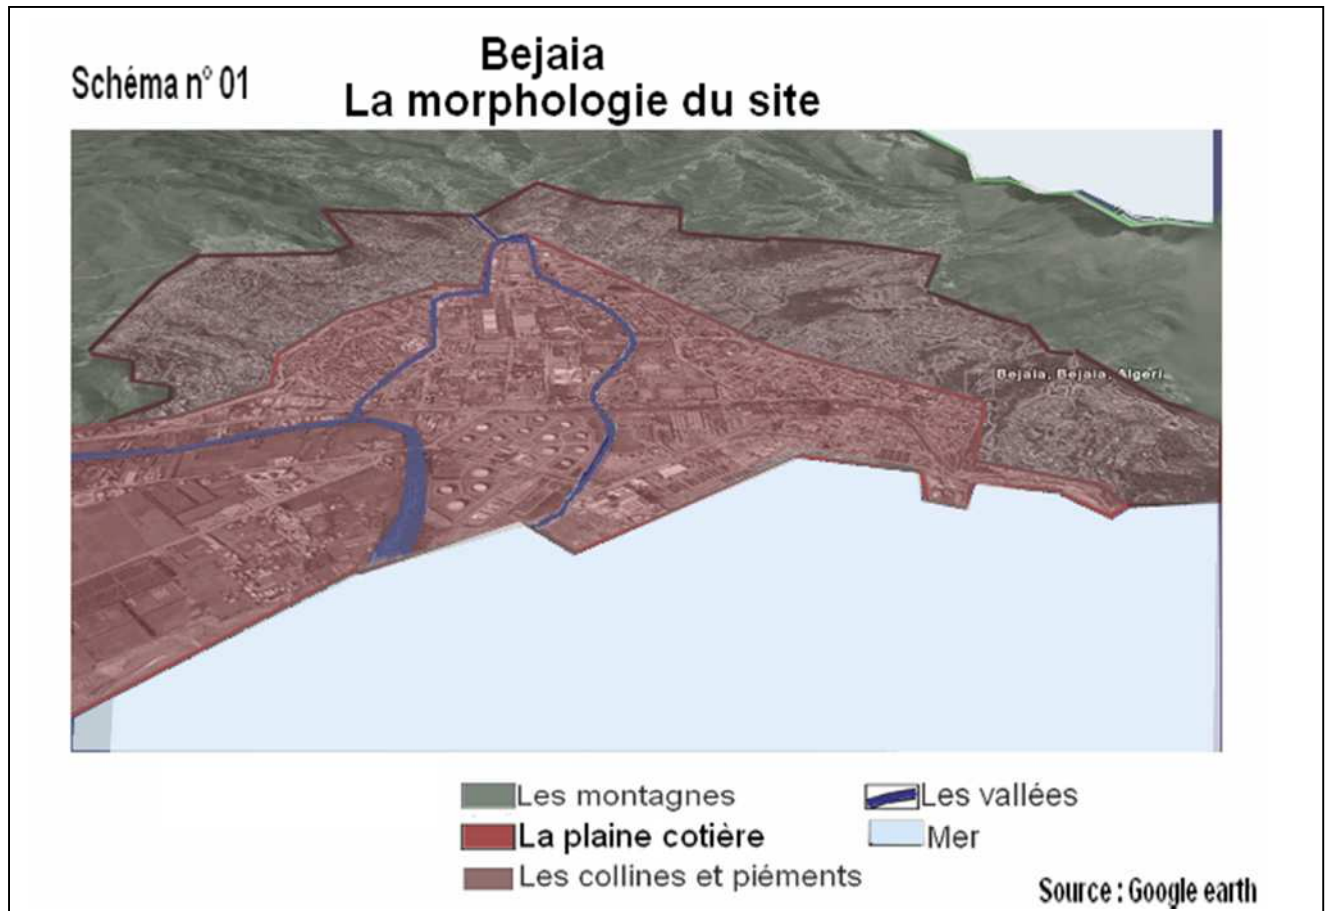 Schéma n° 01
Bejaia
La morphologie du site
Bejaia, Bejaia, Algeri
Les montagnes
La plaine cotière
Les collines et piéments
Les vallées
Mer
Source : Google earth